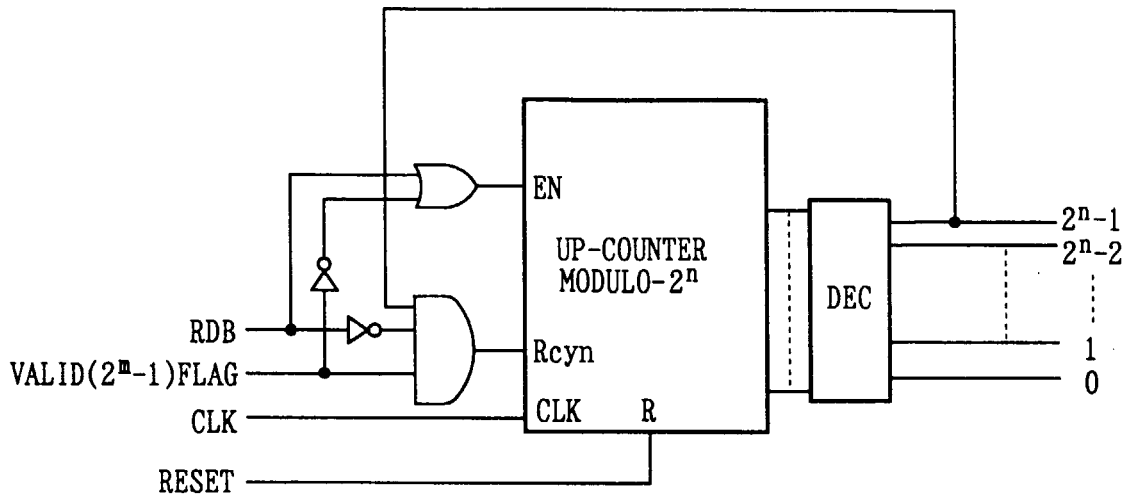 EN
UP-COUNTER
MODULO-2ⁿ
Rcyn
CLK
R
DEC
2ⁿ-1
2ⁿ-2
1
0
RDB
VALID(2ᵐ-1)FLAG
CLK
RESET